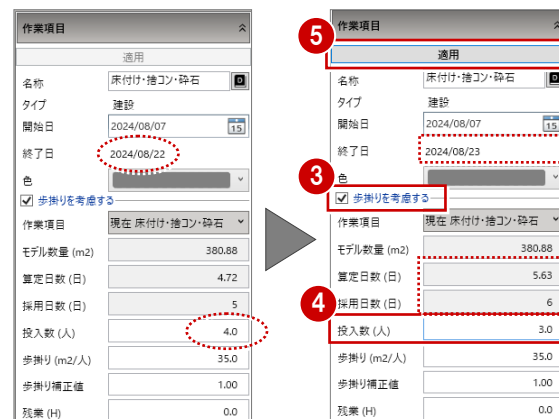 作業項目
適用
名称 床付け・捨コン・砕石 D
タイプ 建設
開始日 2024/08/07 15
終了日 2024/08/22
色
歩掛りを考慮する
作業項目 現在 床付け・捨コン・砕石
モデル数量 (m2) 380.88
算定日数 (日) 4.72
採用日数 (日) 5
投入数 (人) 4.0
歩掛り (m2/人) 35.0
歩掛り補正値 1.00
残業 (H) 0.0
作業項目
5
適用
名称 床付け・捨コン・砕石 D
タイプ 建設
開始日 2024/08/07 15
終了日 2024/08/23
3
色
歩掛りを考慮する
作業項目 現在 床付け・捨コン・砕石
モデル数量 (m2) 380.88
算定日数 (日) 5.63
4
採用日数 (日) 6
投入数 (人) 3.0
歩掛り (m2/人) 35.0
歩掛り補正値 1.00
残業 (H) 0.0